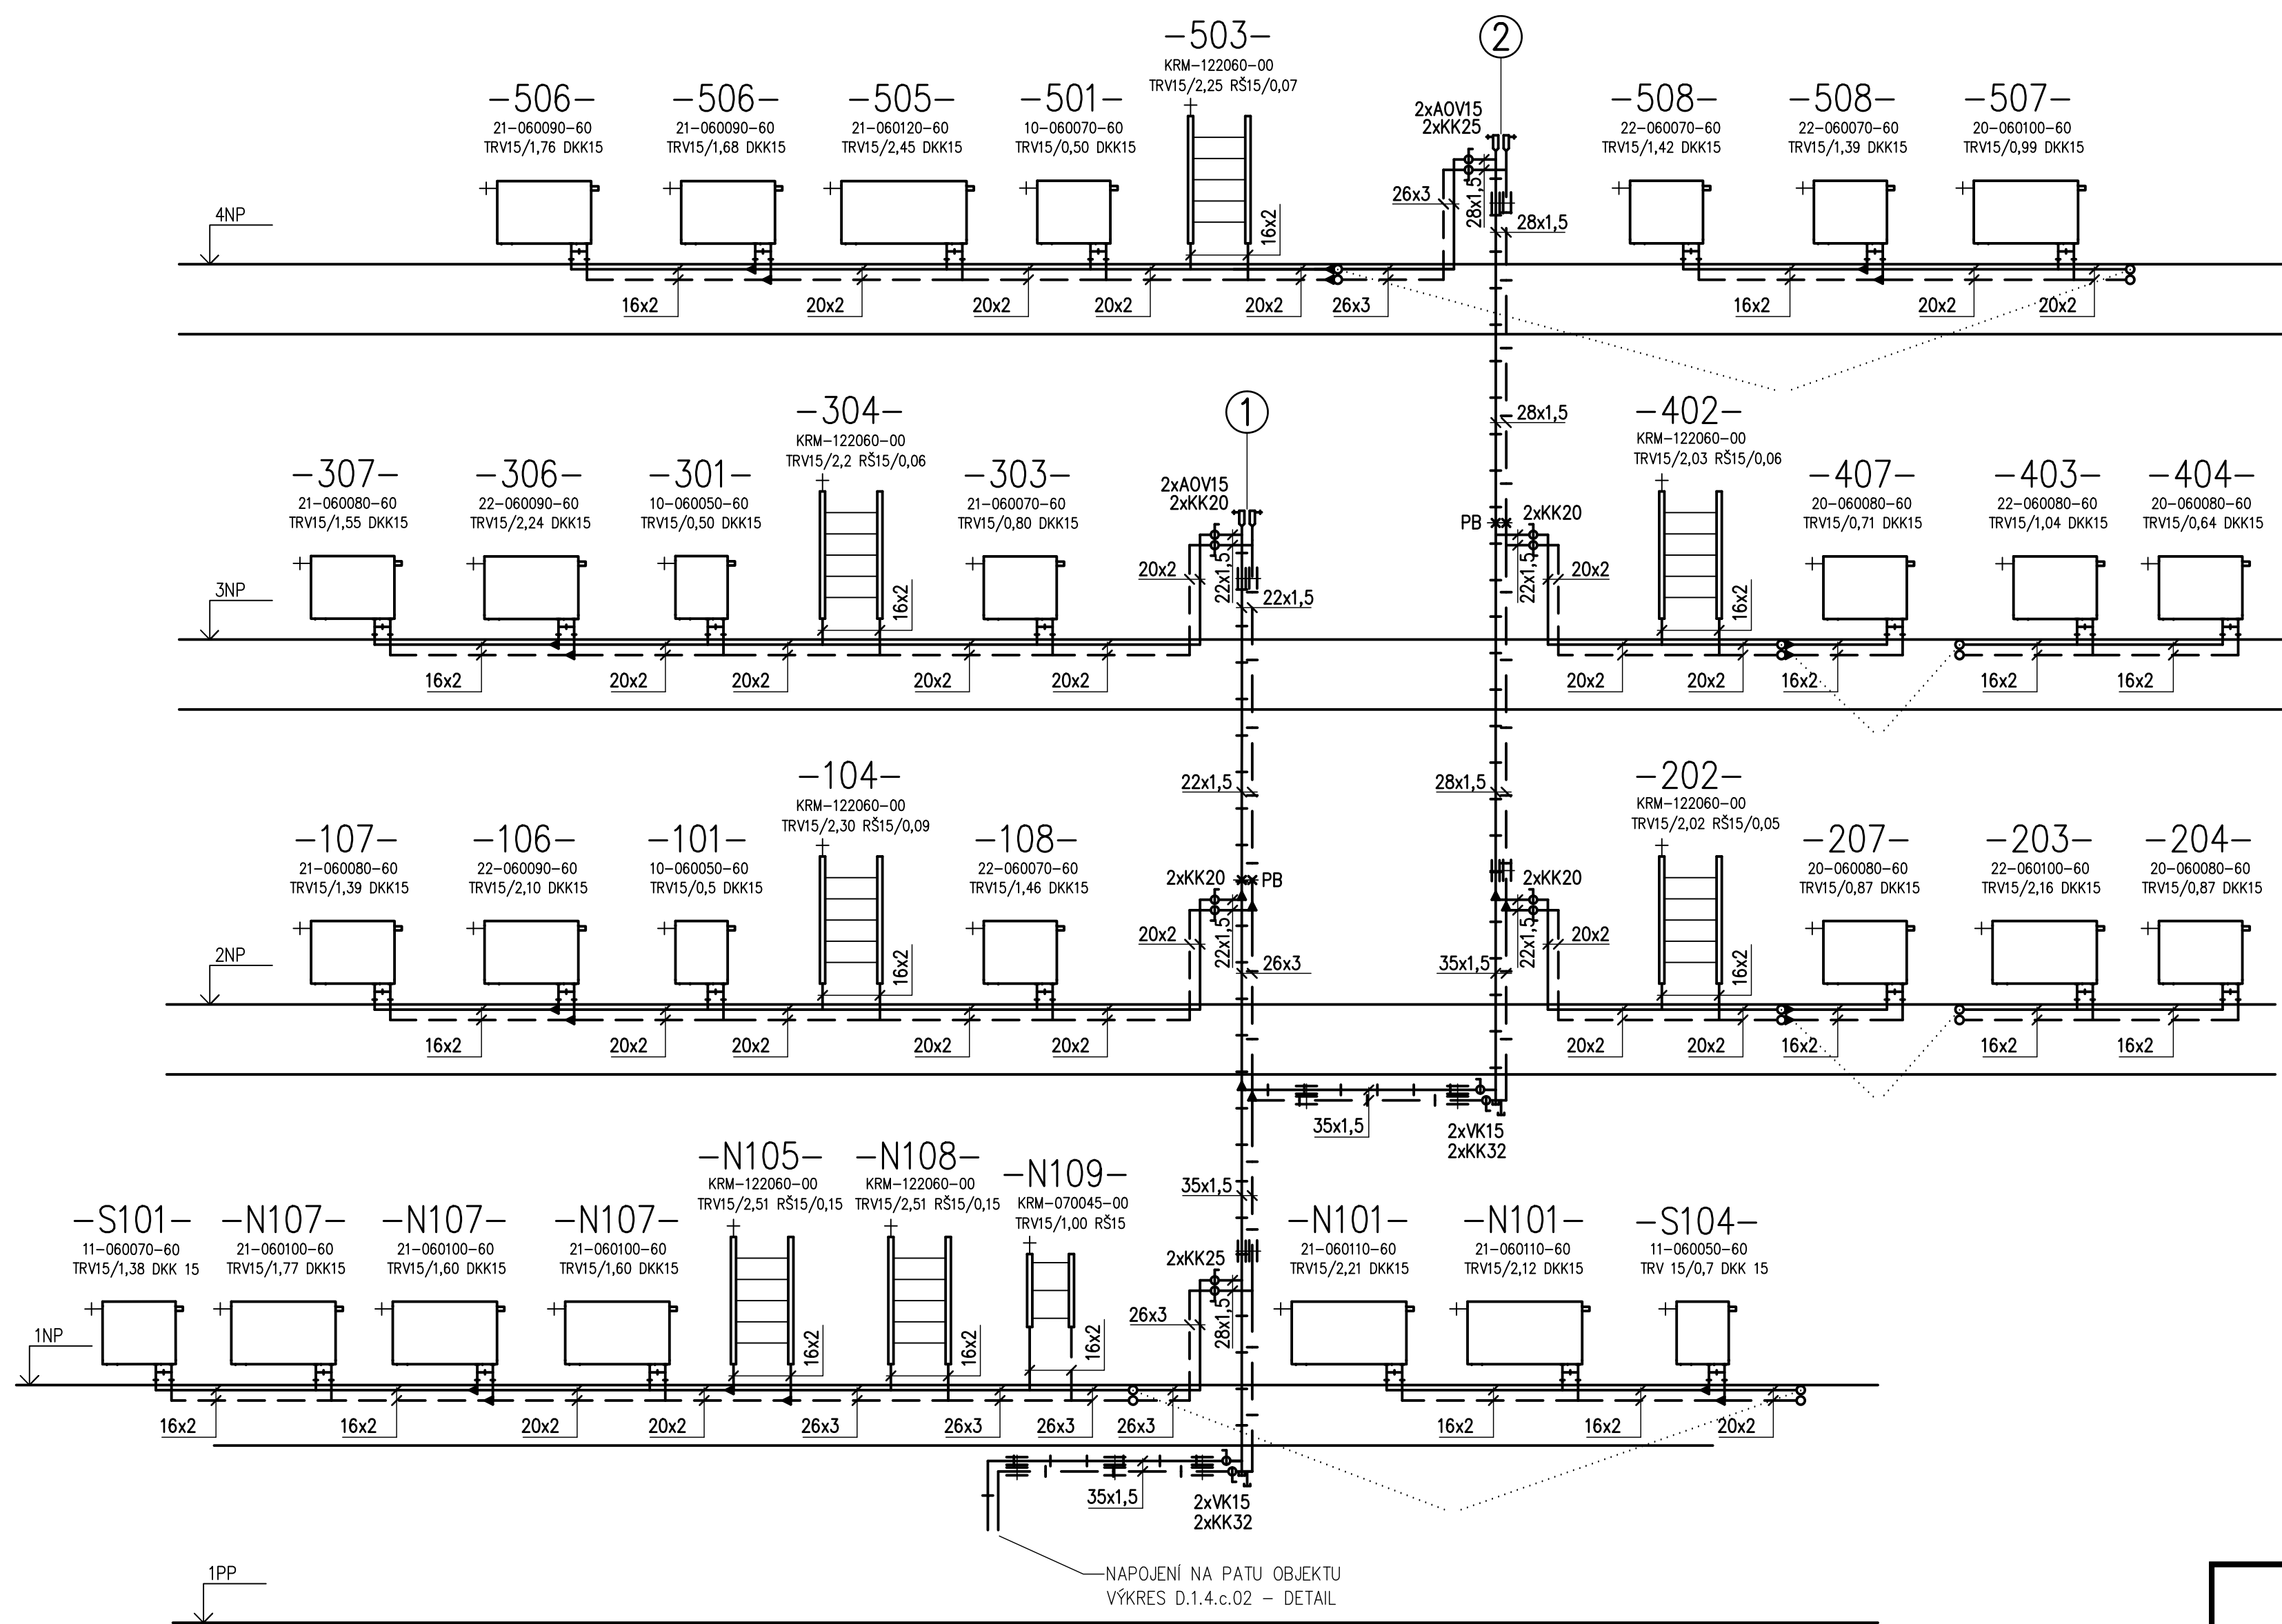 -503-
KRM-122060-00
TRV15/2,25 RŠ15/0,07
2
-506-
21-060090-60
TRV15/1,76 DKK15
-506-
21-060090-60
TRV15/1,68 DKK15
-505-
21-060120-60
TRV15/2,45 DKK15
-501-
10-060070-60
TRV15/0,50 DKK15
2xAOV15
2xKK25
-508-
22-060070-60
TRV15/1,42 DKK15
-508-
22-060070-60
TRV15/1,39 DKK15
-507-
20-060100-60
TRV15/0,99 DKK15
4NP
16x2
26x3
28x1,5
28x1,5
16x2
20x2
20x2
20x2
20x2
26x3
16x2
20x2
20x2
28x1,5
1
-304-
KRM-122060-00
TRV15/2,2 RŠ15/0,06
-402-
KRM-122060-00
TRV15/2,03 RŠ15/0,06
-307-
21-060080-60
TRV15/1,55 DKK15
-306-
22-060090-60
TRV15/2,24 DKK15
-301-
10-060050-60
TRV15/0,50 DKK15
-303-
21-060070-60
TRV15/0,80 DKK15
2xAOV15
2xKK20
PB
2xKK20
-407-
20-060080-60
TRV15/0,71 DKK15
-403-
22-060080-60
TRV15/1,04 DKK15
-404-
20-060080-60
TRV15/0,64 DKK15
3NP
16x2
20x2
22x1,5
22x1,5
22x1,5
20x2
16x2
16x2
20x2
20x2
20x2
20x2
20x2
20x2
16x2
16x2
16x2
22x1,5
28x1,5
-104-
KRM-122060-00
TRV15/2,30 RŠ15/0,09
-202-
KRM-122060-00
TRV15/2,02 RŠ15/0,05
-107-
21-060080-60
TRV15/1,39 DKK15
-106-
22-060090-60
TRV15/2,10 DKK15
-101-
10-060050-60
TRV15/0,5 DKK15
-108-
22-060070-60
TRV15/1,46 DKK15
2xKK20
PB
2xKK20
-207-
20-060080-60
TRV15/0,87 DKK15
-203-
22-060100-60
TRV15/2,16 DKK15
-204-
20-060080-60
TRV15/0,87 DKK15
2NP
16x2
20x2
22x1,5
26x3
35x1,5
22x1,5
20x2
16x2
16x2
20x2
20x2
20x2
20x2
20x2
20x2
16x2
16x2
16x2
35x1,5
2xVK15
2xKK32
-N105-
KRM-122060-00
TRV15/2,51 RŠ15/0,15
-N108-
KRM-122060-00
TRV15/2,51 RŠ15/0,15
-N109-
KRM-070045-00
TRV15/1,00 RŠ15
35x1,5
-S101-
11-060070-60
TRV15/1,38 DKK 15
-N107-
21-060100-60
TRV15/1,77 DKK15
-N107-
21-060100-60
TRV15/1,60 DKK15
-N107-
21-060100-60
TRV15/1,60 DKK15
2xKK25
-N101-
21-060110-60
TRV15/2,21 DKK15
-N101-
21-060110-60
TRV15/2,12 DKK15
-S104-
11-060050-60
TRV 15/0,7 DKK 15
1NP
16x2
16x2
16x2
26x3
28x1,5
16x2
16x2
20x2
20x2
26x3
26x3
26x3
26x3
16x2
16x2
20x2
35x1,5
2xVK15
2xKK32
1PP
NAPOJENÍ NA PATU OBJEKTU
VÝKRES D.1.4.c.02 - DETAIL